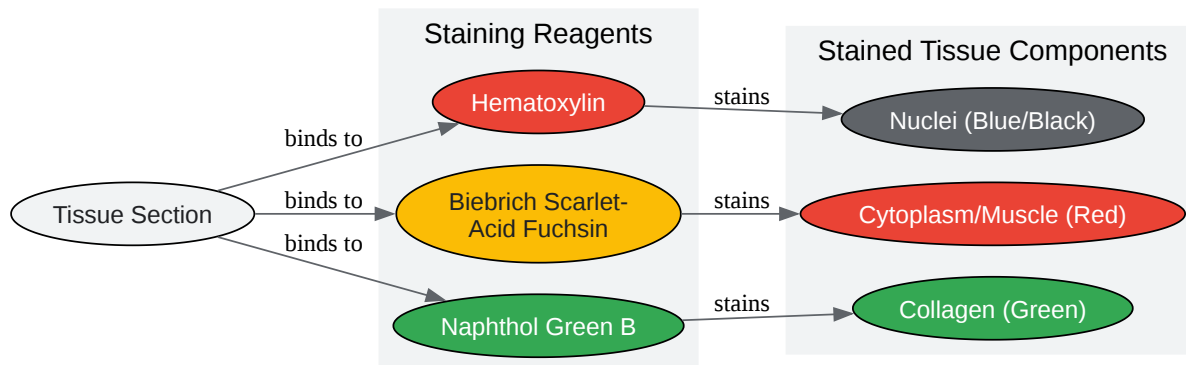 Staining Reagents
Stained Tissue Components
Hematoxylin
stains
Nuclei (Blue/Black)
binds to
Tissue Section
binds to
Biebrich Scarlet-
Acid Fuchsin
stains
Cytoplasm/Muscle (Red)
binds to
Naphthol Green B
stains
Collagen (Green)